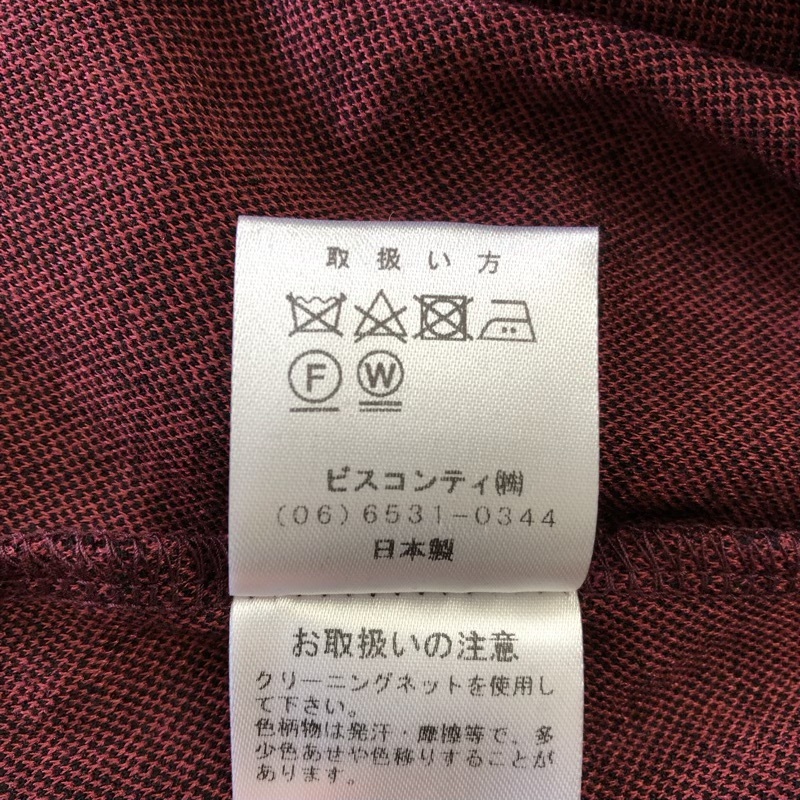 取扱い方
F W
ビスコンティ㈱
(06)6531-0344
日本製
お取扱いの注意
クリーニングネットを使用し
て下さい。
色柄物は発汗・摩擦等で、多
少色あせや色移りすることが
あります。